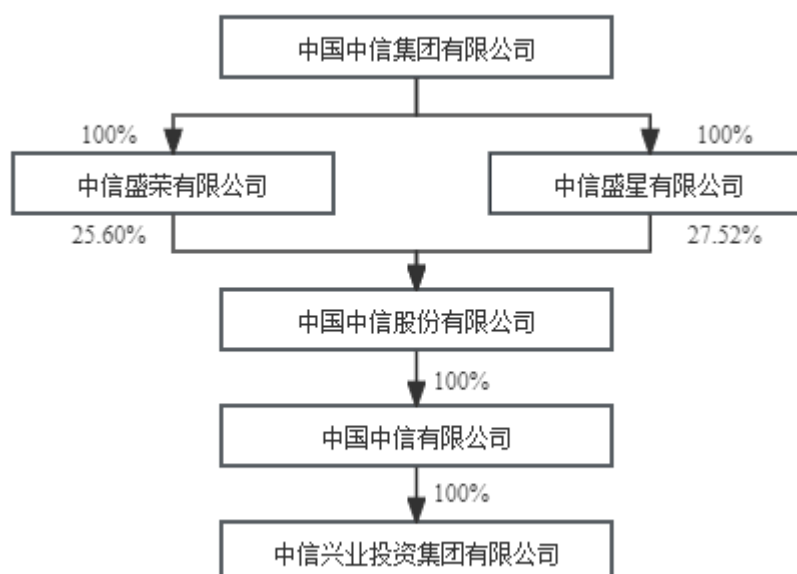 中国中信集团有限公司
100%
100%
中信盛荣有限公司
中信盛星有限公司
25.60%
27.52%
中国中信股份有限公司
100%
中国中信有限公司
100%
中信兴业投资集团有限公司